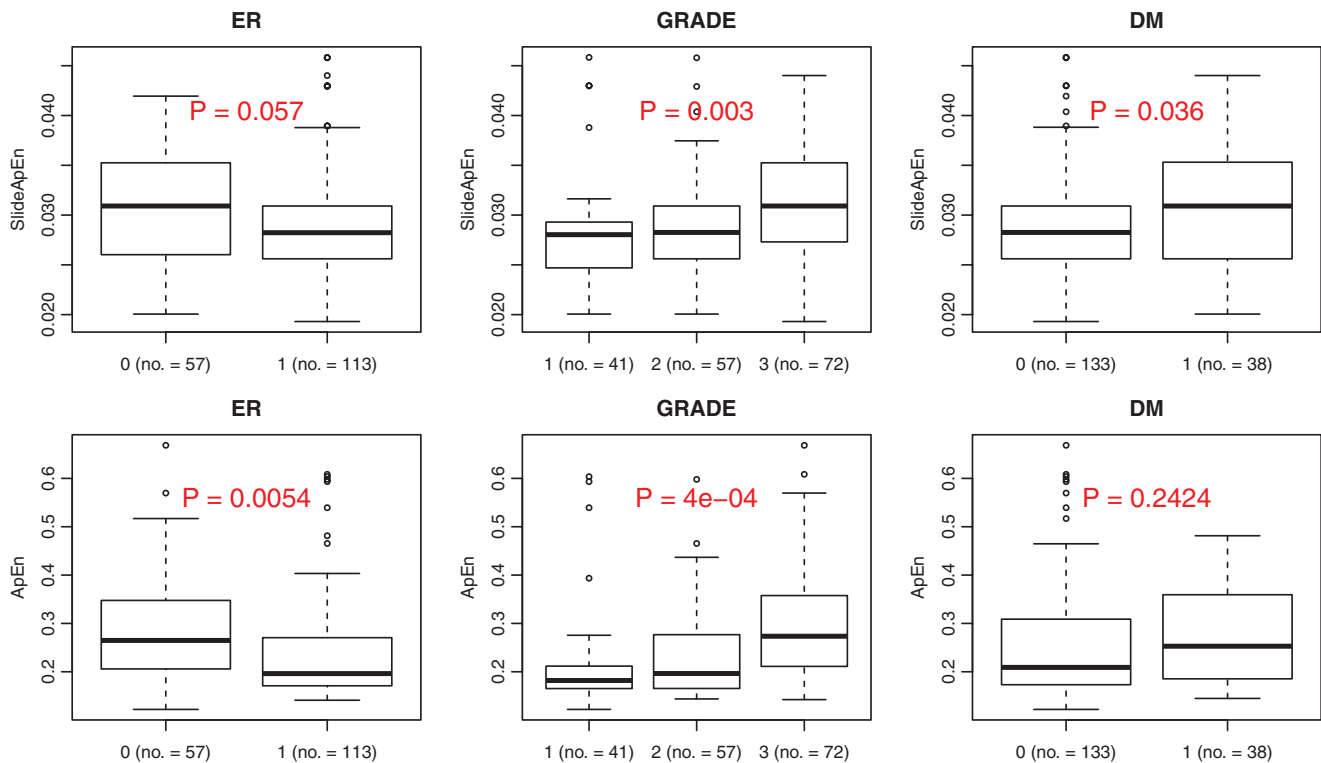 ER
GRADE
DM
SlideApEn
0.020
0.030
0.040
P = 0.057
0 (no. = 57)
1 (no. = 113)
SlideApEn
0.020
0.030
0.040
P = 0.003
1 (no. = 41)
2 (no. = 57)
3 (no. = 72)
SlideApEn
0.020
0.030
0.040
P = 0.036
0 (no. = 133)
1 (no. = 38)
ER
GRADE
DM
ApEn
0.2
0.3
0.4
0.5
0.6
P = 0.0054
0 (no. = 57)
1 (no. = 113)
ApEn
0.2
0.3
0.4
0.5
0.6
P = 4e−04
1 (no. = 41)
2 (no. = 57)
3 (no. = 72)
ApEn
0.2
0.3
0.4
0.5
0.6
P = 0.2424
0 (no. = 133)
1 (no. = 38)